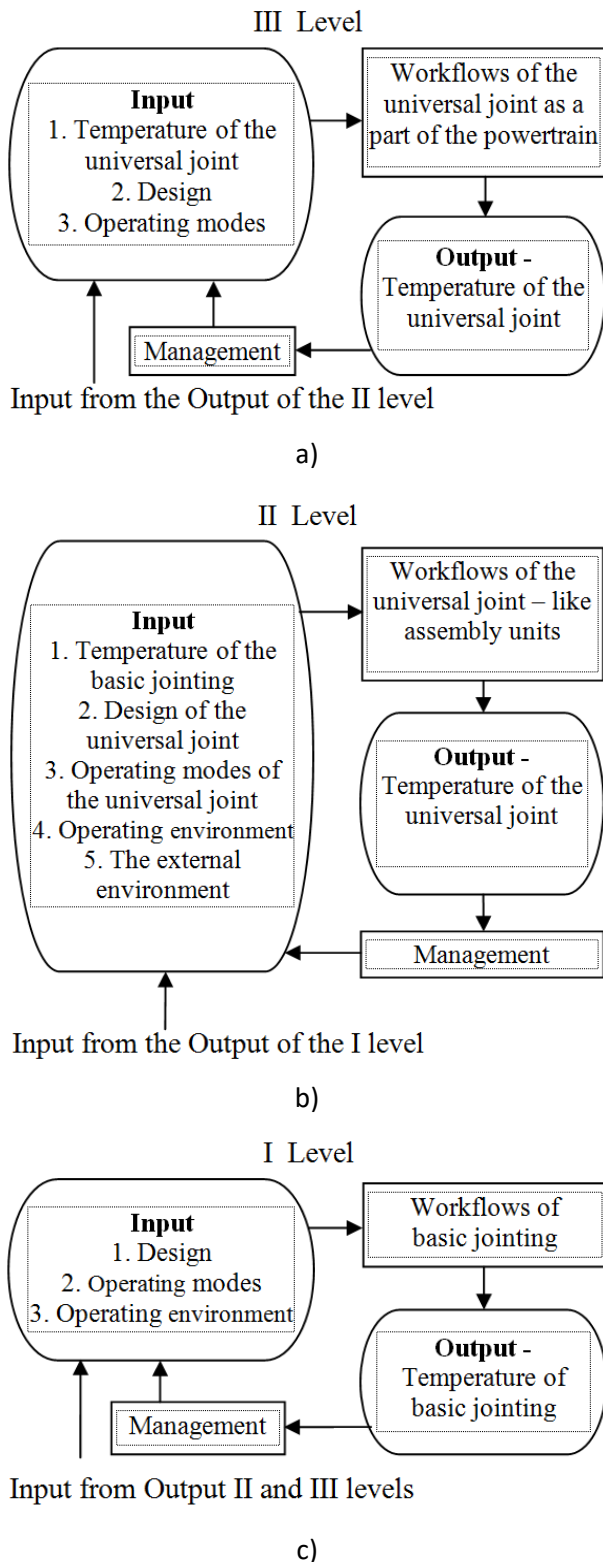 III Level
Input
1. Temperature of the
universal joint
2. Design
3. Operating modes
Workflows of the
universal joint as a
part of the powertrain
Output -
Temperature of the
universal joint
Management
Input from the Output of the II level
a)
II Level
Input
1. Temperature of the
basic jointing
2. Design of the
universal joint
3. Operating modes of
the universal joint
4. Operating environment
5. The external
environment
Workflows of the
universal joint – like
assembly units
Output -
Temperature of the
universal joint
Management
Input from the Output of the I level
b)
I Level
Input
1. Design
2. Operating modes
3. Operating environment
Workflows of
basic jointing
Output -
Temperature of
basic jointing
Management
Input from Output II and III levels
c)